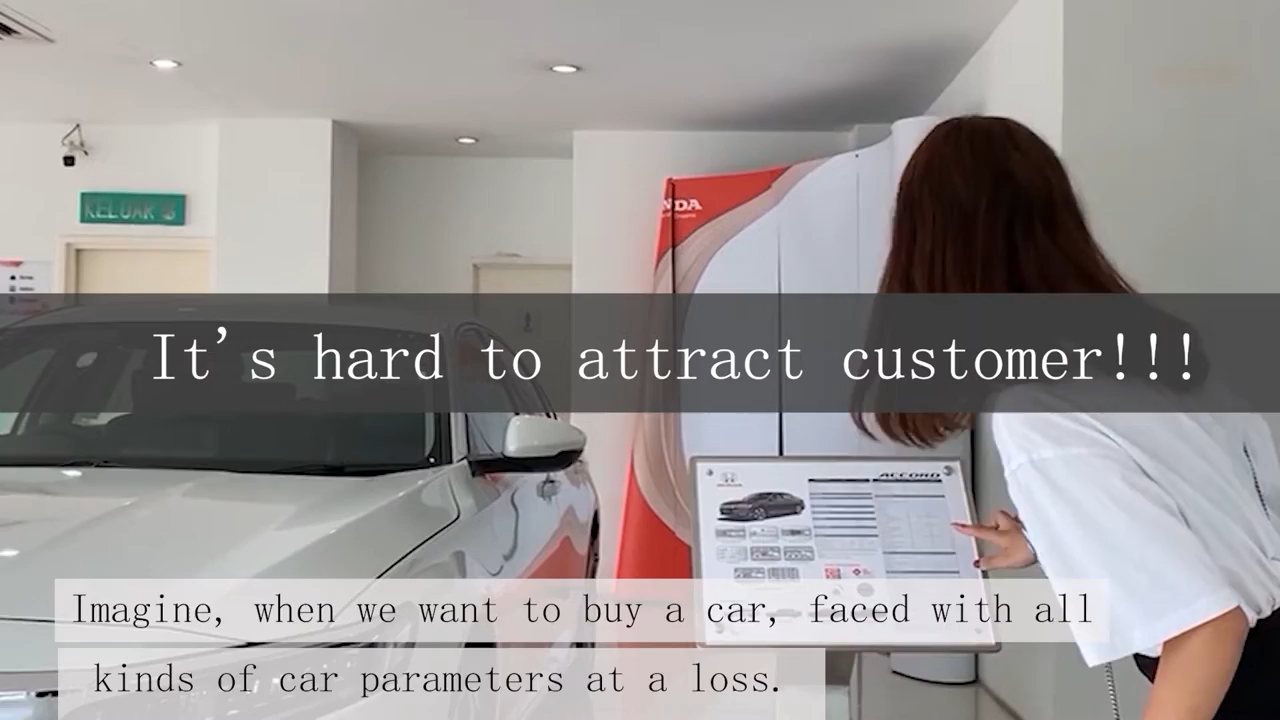 KELUAR
NDA
It's hard to attract customer!!!
ACCORD
Imagine, when we want to buy a car, faced with all
kinds of car parameters at a loss.